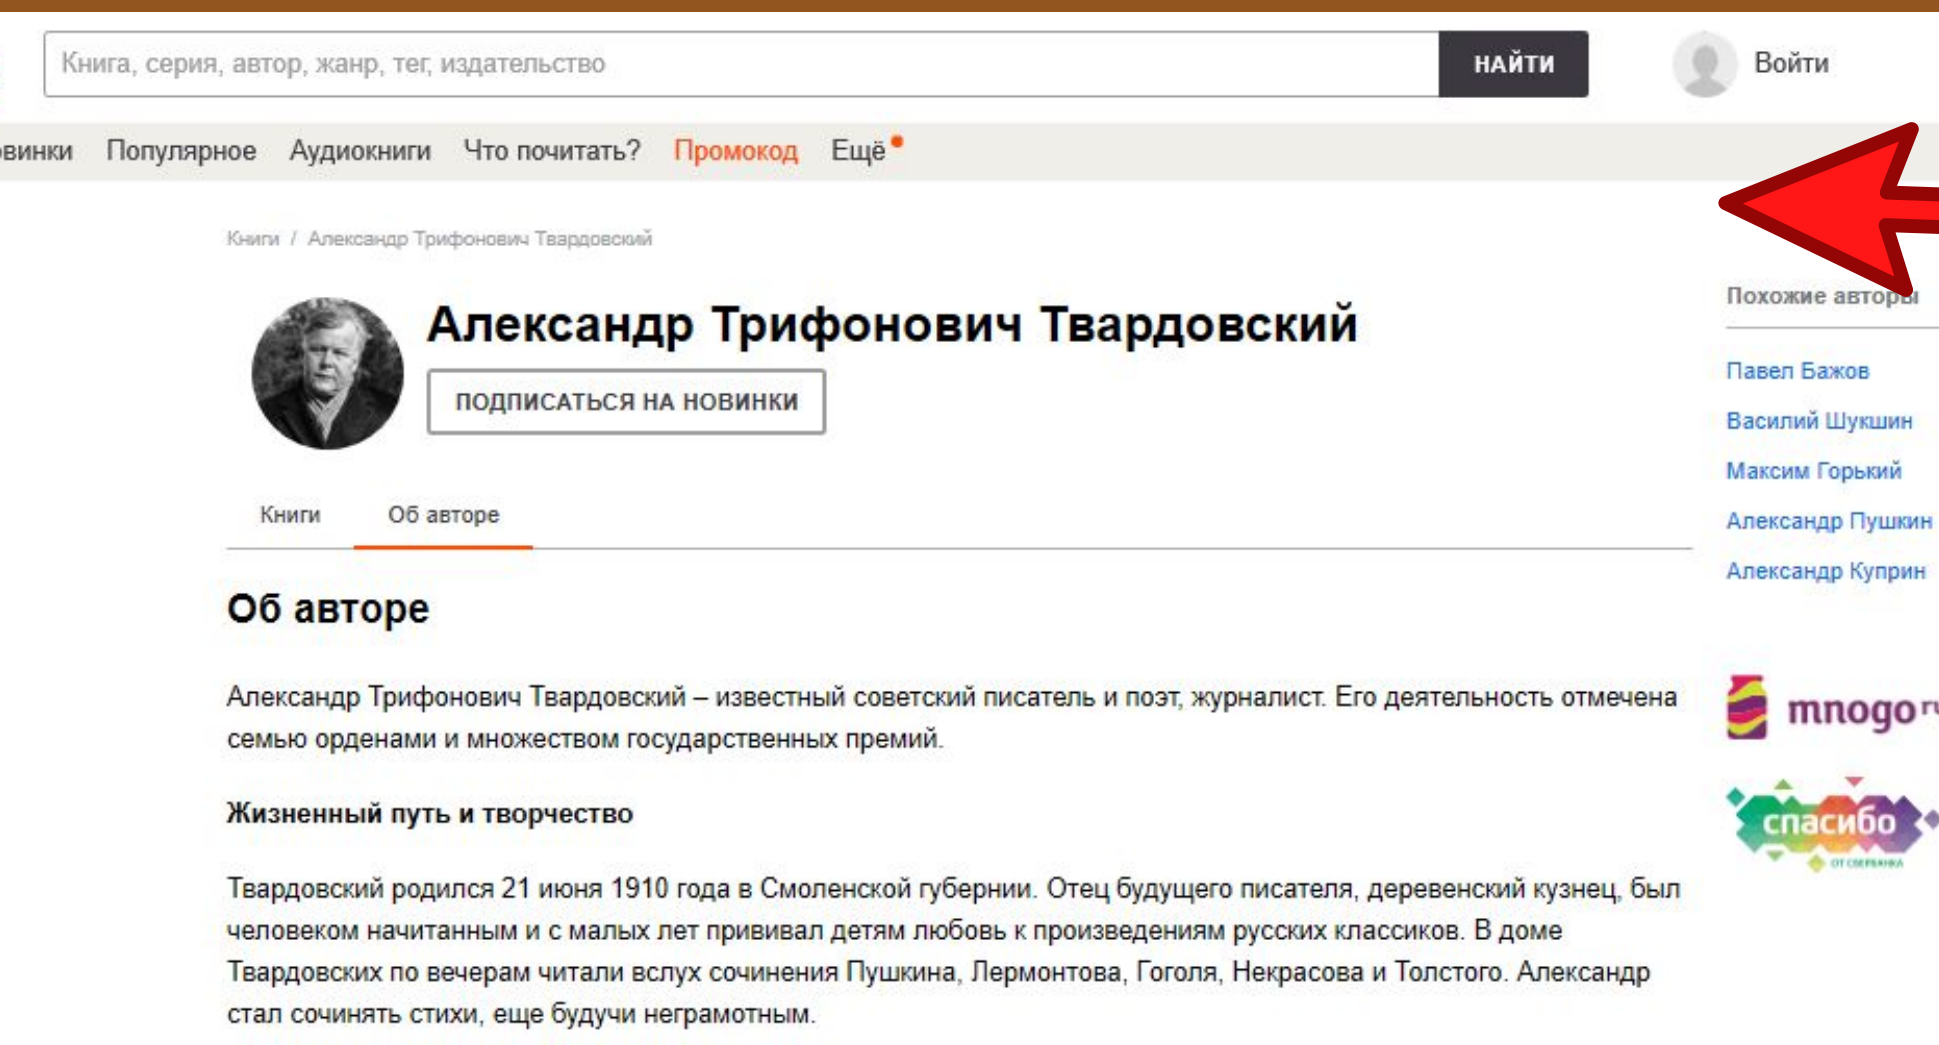 Книга, серия, автор, жанр, тег, издательство
НАЙТИ
Войти
Популярное Аудиокниги Что почитать? Промокод Ещё
Книги / Александр Трифонович Твардовский
Александр Трифонович Твардовский
ПОДПИСАТЬСЯ НА НОВИНКИ
Книги Об авторе
Об авторе
Александр Трифонович Твардовский – известный советский писатель и поэт, журналист. Его деятельность отмечена
семью орденами и множеством государственных премий.
Жизненный путь и творчество
Твардовский родился 21 июня 1910 года в Смоленской губернии. Отец будущего писателя, деревенский кузнец, был
человеком начитанным и с малых лет прививал детям любовь к произведениям русских классиков. В доме
Твардовских по вечерам читали вслух сочинения Пушкина, Лермонтова, Гоголя, Некрасова и Толстого. Александр
стал сочинять стихи, еще будучи неграмотным.
Похожие авторы
Павел Бажов
Василий Шукшин
Максим Горький
Александр Пушкин
Александр Куприн
mnogo
спасибо
ОТ СБЕРБАНКА